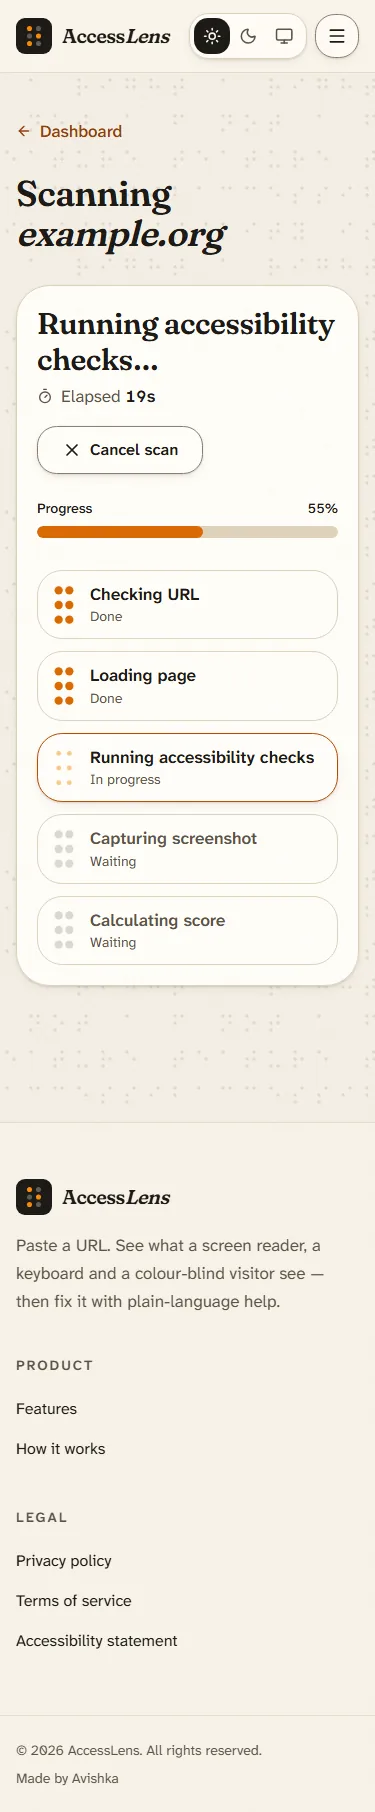 AccessLens
Dashboard
Scanning
example.org
Running accessibility
checks…
Elapsed 19s
Cancel scan
Progress 55%
Checking URL
Done
Loading page
Done
Running accessibility checks
In progress
Capturing screenshot
Waiting
Calculating score
Waiting
AccessLens
Paste a URL. See what a screen reader, a
keyboard and a colour-blind visitor see —
then fix it with plain-language help.
PRODUCT
Features
How it works
LEGAL
Privacy policy
Terms of service
Accessibility statement
© 2026 AccessLens. All rights reserved.
Made by Avishka